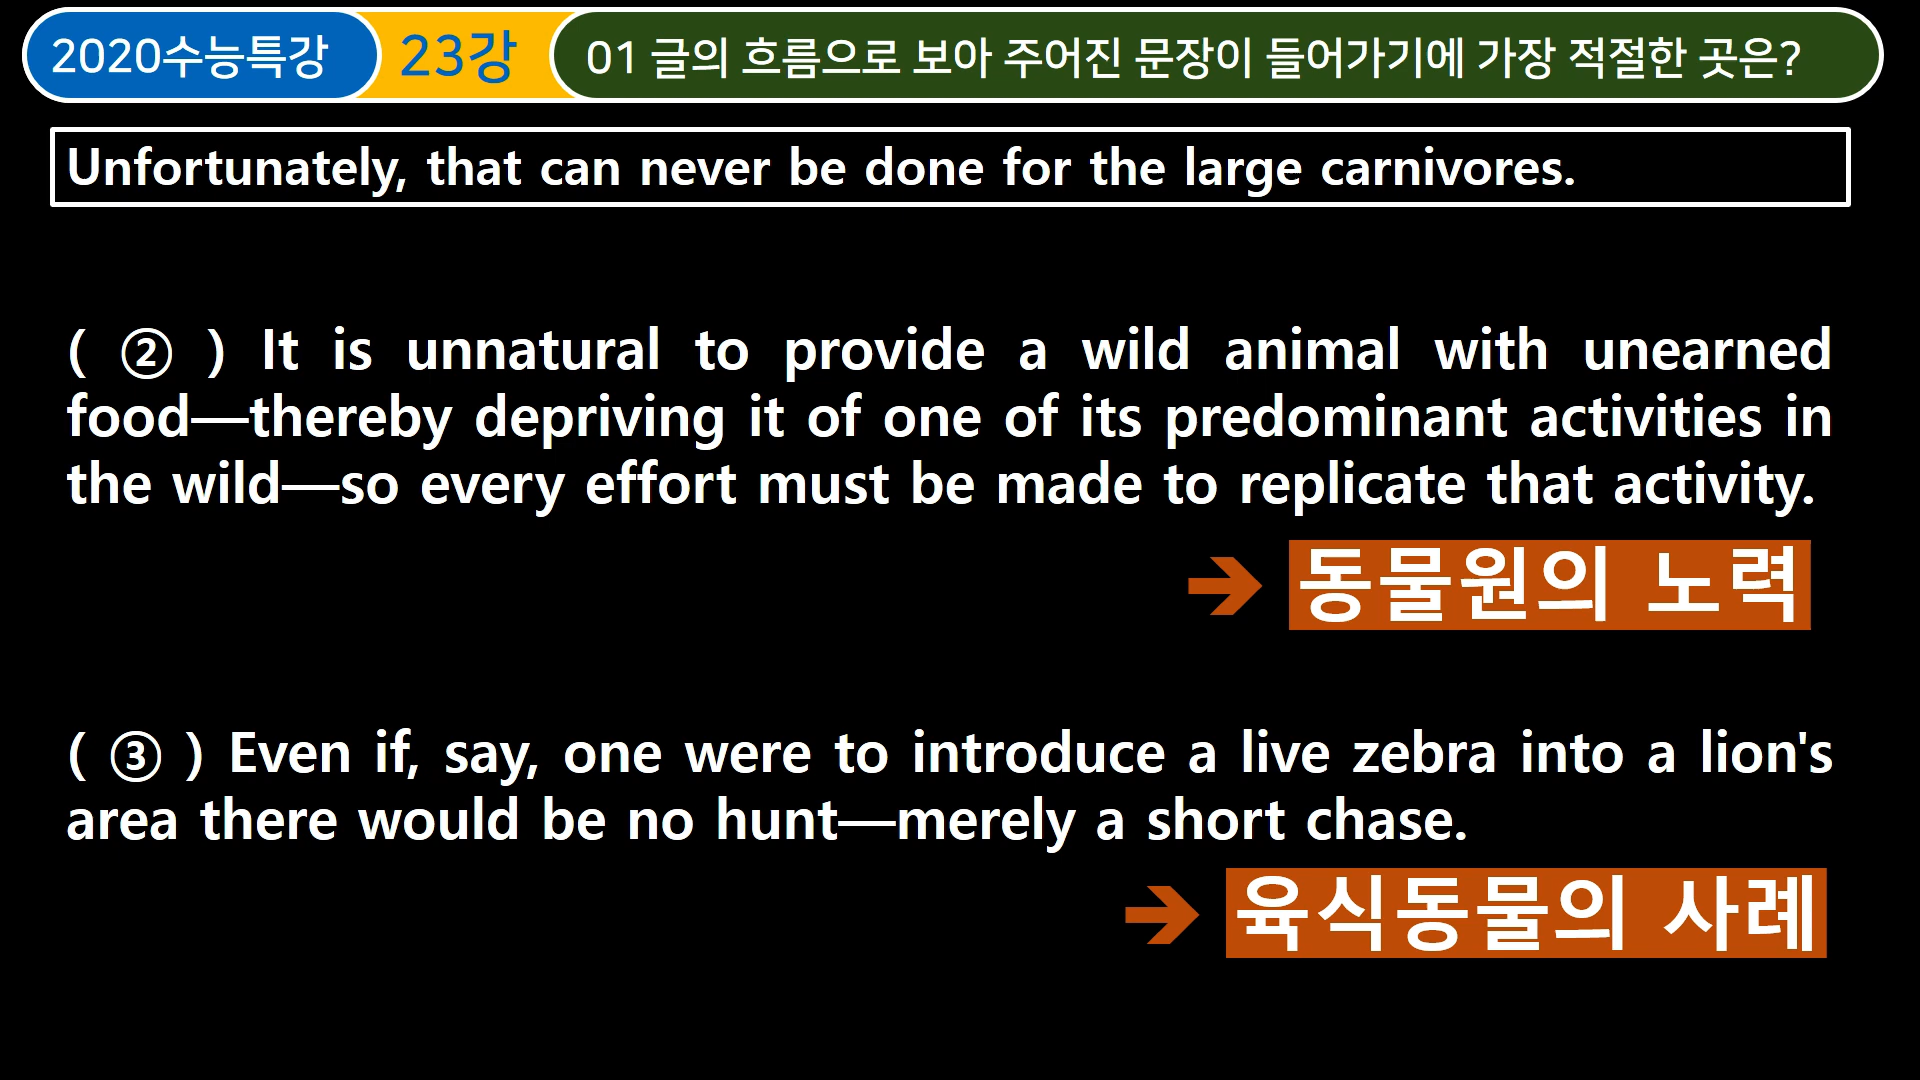 2020수능특강 23강 01 글의 흐름으로 보아 주어진 문장이 들어가기에 가장 적절한 곳은?
Unfortunately, that can never be done for the large carnivores.
( ② ) It is unnatural to provide a wild animal with unearned
food—thereby depriving it of one of its predominant activities in
the wild—so every effort must be made to replicate that activity.
➔ 동물원의 노력
( ③ ) Even if, say, one were to introduce a live zebra into a lion's
area there would be no hunt—merely a short chase.
➔ 육식동물의 사례